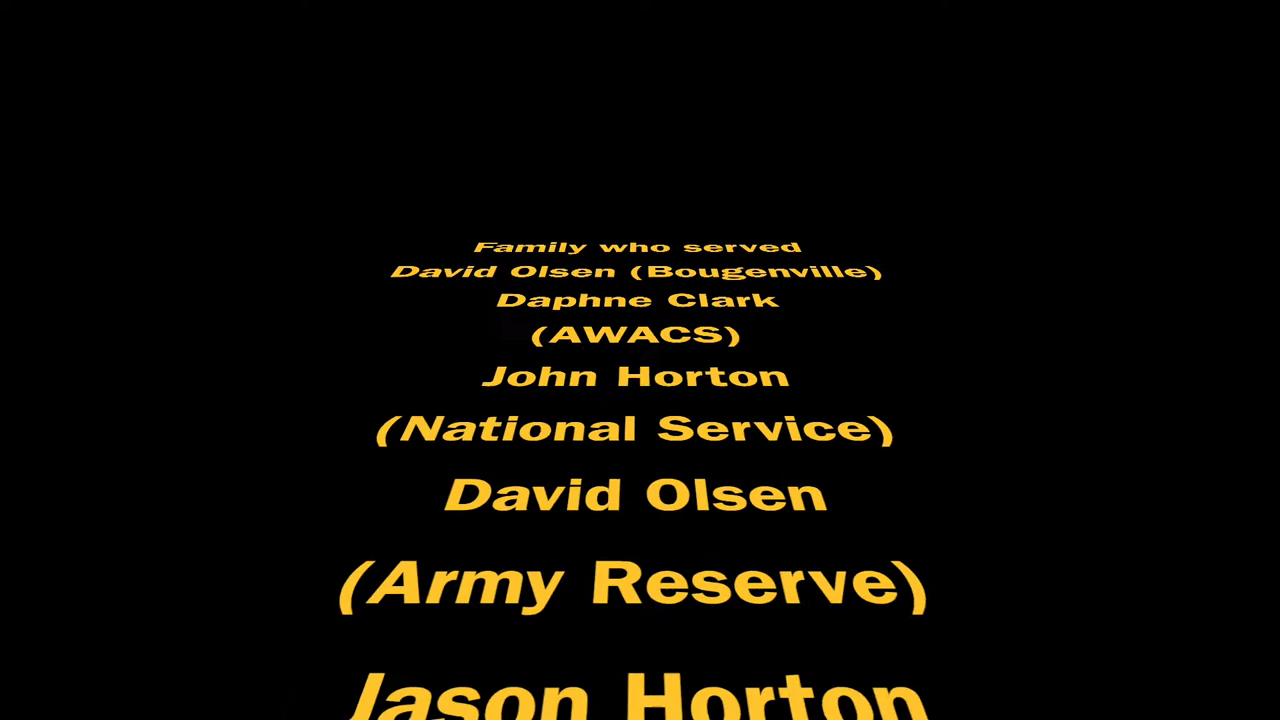 Family who served
David Olsen (Bougenville)
Daphne Clark
(AWACS)
John Horton
(National Service)
David Olsen
(Army Reserve)
Jason Horton